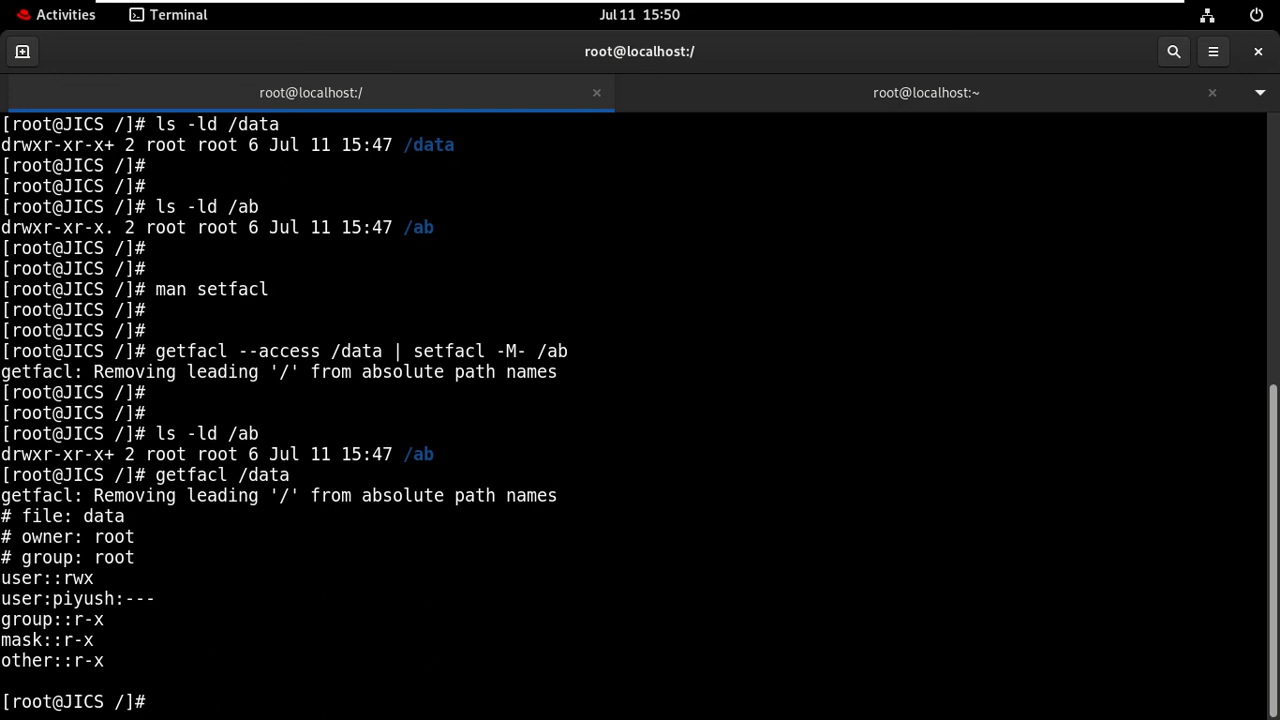 Activities Terminal Jul 11 15:50
root@localhost:/
root@localhost:/ × root@localhost:~ ×
[root@JICS /]# ls -ld /data
drwxr-xr-x+ 2 root root 6 Jul 11 15:47 /data
[root@JICS /]#
[root@JICS /]#
[root@JICS /]# ls -ld /ab
drwxr-xr-x. 2 root root 6 Jul 11 15:47 /ab
[root@JICS /]#
[root@JICS /]#
[root@JICS /]# man setfacl
[root@JICS /]#
[root@JICS /]#
[root@JICS /]# getfacl --access /data | setfacl -M- /ab
getfacl: Removing leading '/' from absolute path names
[root@JICS /]#
[root@JICS /]#
[root@JICS /]# ls -ld /ab
drwxr-xr-x+ 2 root root 6 Jul 11 15:47 /ab
[root@JICS /]# getfacl /data
getfacl: Removing leading '/' from absolute path names
# file: data
# owner: root
# group: root
user::rwx
user:piyush:---
group::r-x
mask::r-x
other::r-x
[root@JICS /]#